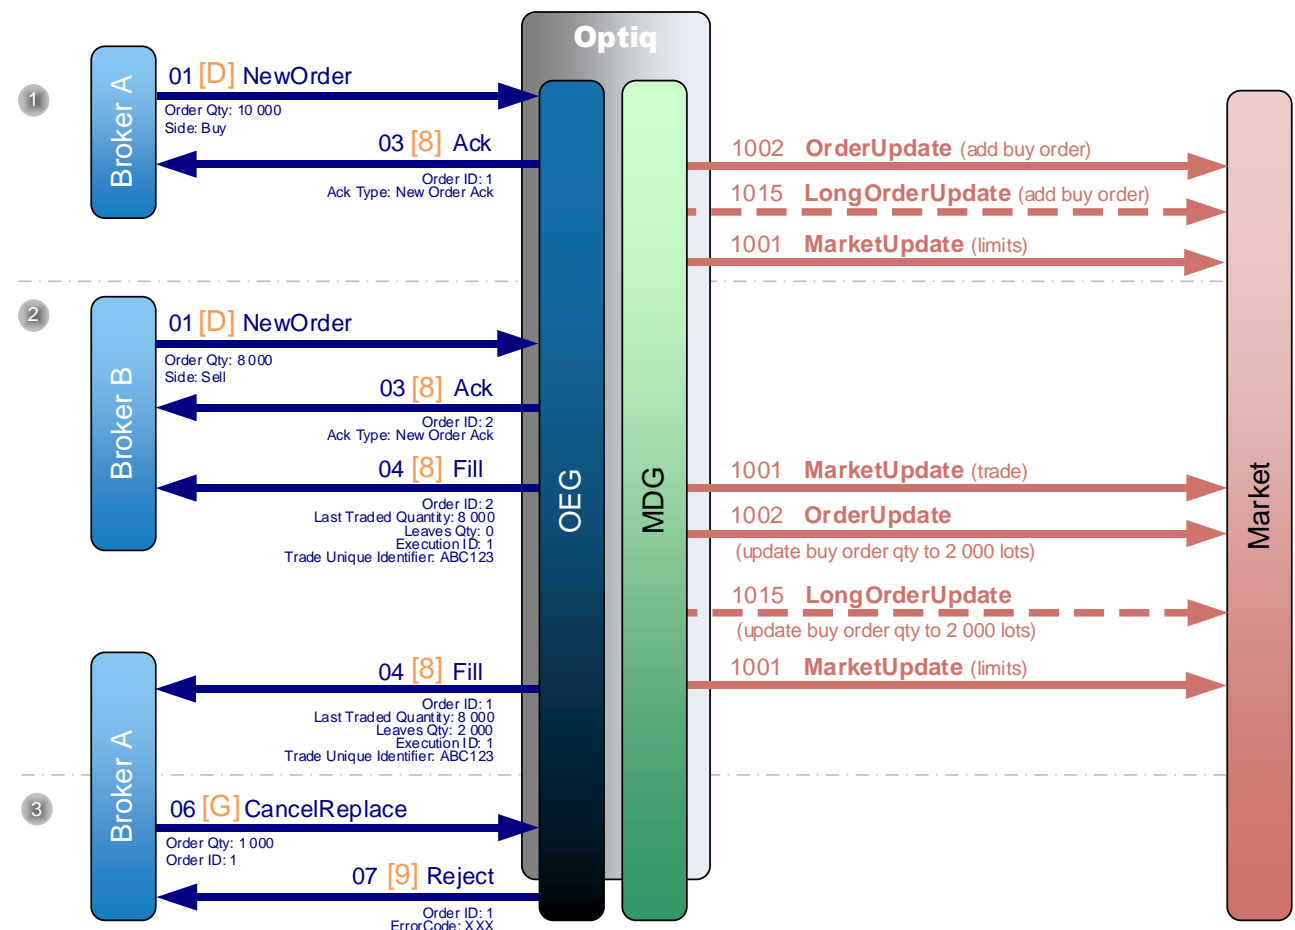 Optiq
1
Broker A
01 [D] NewOrder
Order Qty: 10 000
Side: Buy
03 [8] Ack
Order ID: 1
Ack Type: New Order Ack
1002 OrderUpdate (add buy order)
1015 LongOrderUpdate (add buy order)
1001 MarketUpdate (limits)
2
Broker B
01 [D] NewOrder
Order Qty: 8 000
Side: Sell
03 [8] Ack
Order ID: 2
Ack Type: New Order Ack
04 [8] Fill
Order ID: 2
Last Traded Quantity: 8 000
Leaves Qty: 0
Execution ID: 1
Trade Unique Identifier: ABC123
OEG
MDG
1001 MarketUpdate (trade)
1002 OrderUpdate
(update buy order qty to 2 000 lots)
1015 LongOrderUpdate
(update buy order qty to 2 000 lots)
1001 MarketUpdate (limits)
Market
Broker A
04 [8] Fill
Order ID: 1
Last Traded Quantity: 8 000
Leaves Qty: 2 000
Execution ID: 1
Trade Unique Identifier: ABC123
3
06 [G] CancelReplace
Order Qty: 1 000
Order ID: 1
07 [9] Reject
Order ID: 1
ErrorCode: XXX